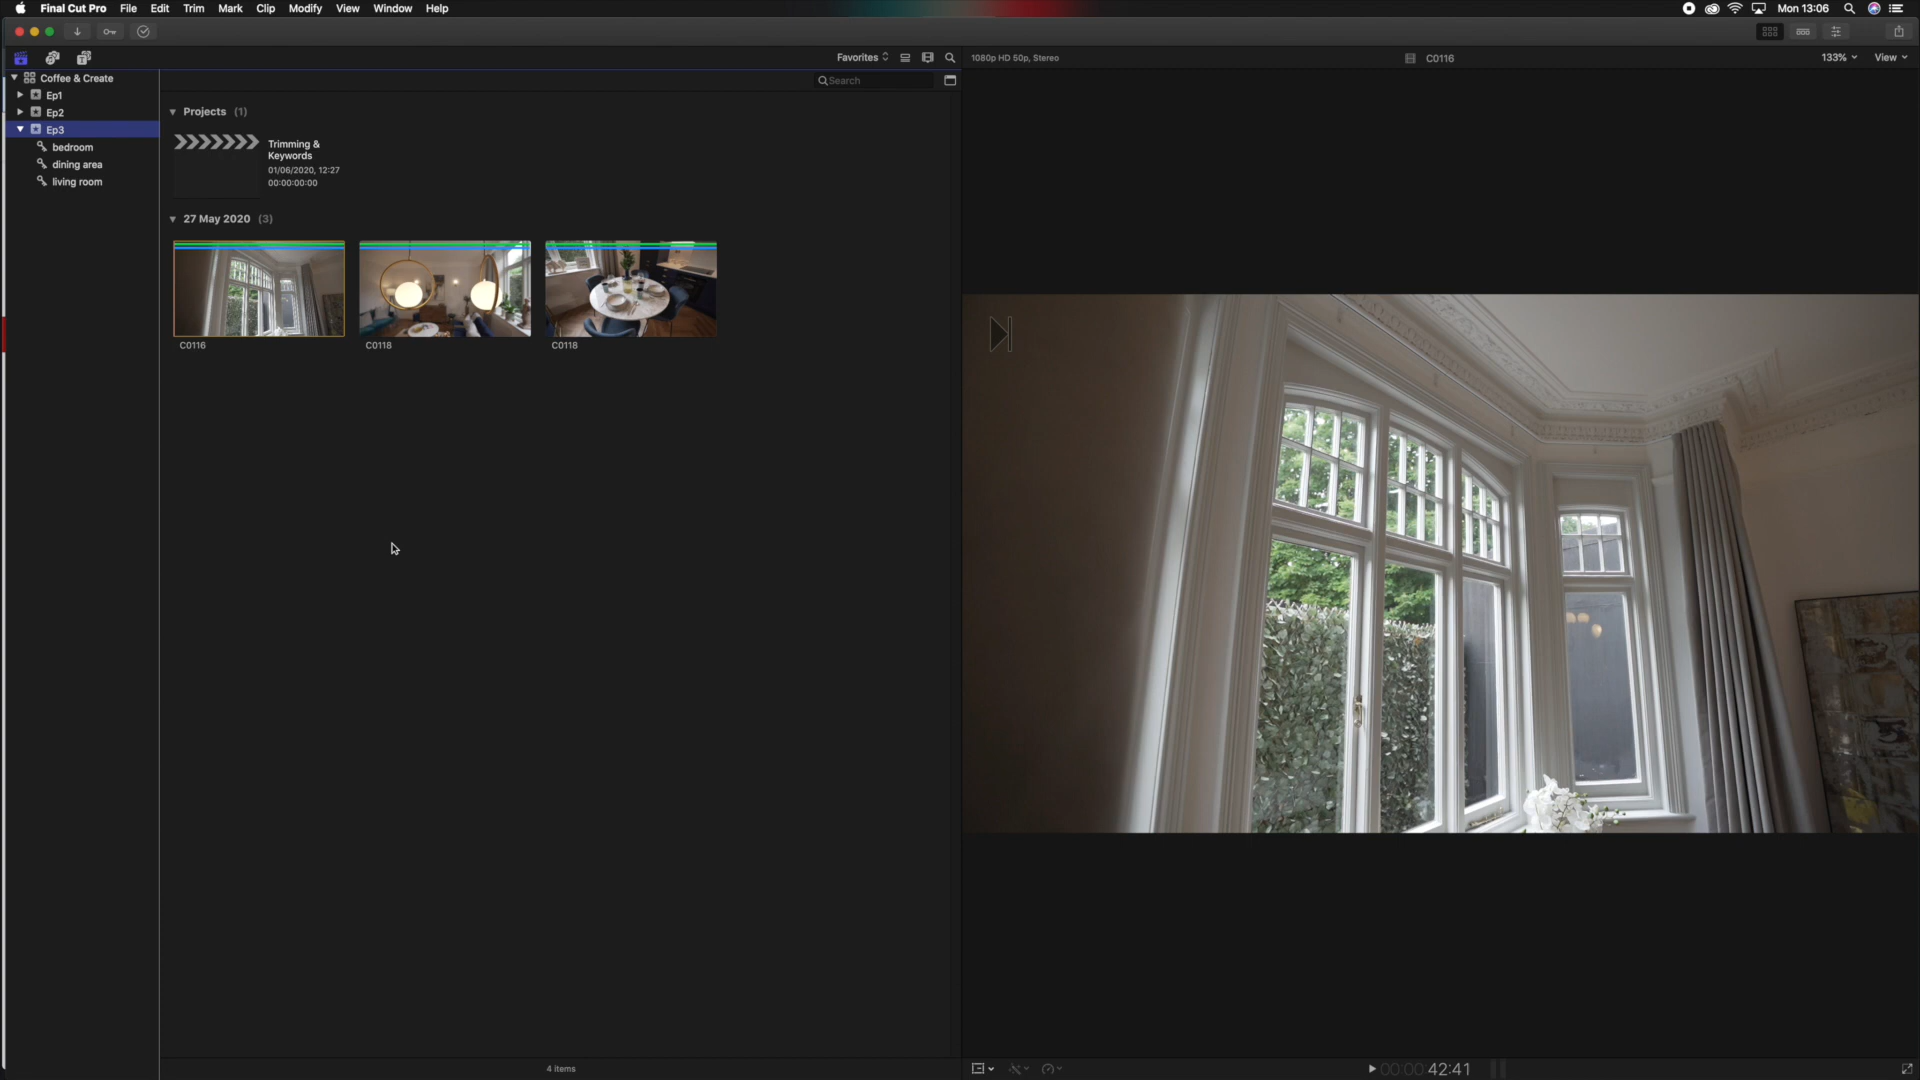 Final Cut Pro File Edit Trim Mark Clip Modify View Window Help Mon 13:06
Favorites 1080p HD 50p, Stereo C0116 133% View
Coffee & Create
Search
Ep1
Ep2
Ep3
bedroom
dining area
living room
Projects (1)
Trimming &
Keywords
01/06/2020, 12:27
00:00:00:00
27 May 2020 (3)
C0116 C0118 C0118
4 items
00:00:42:41